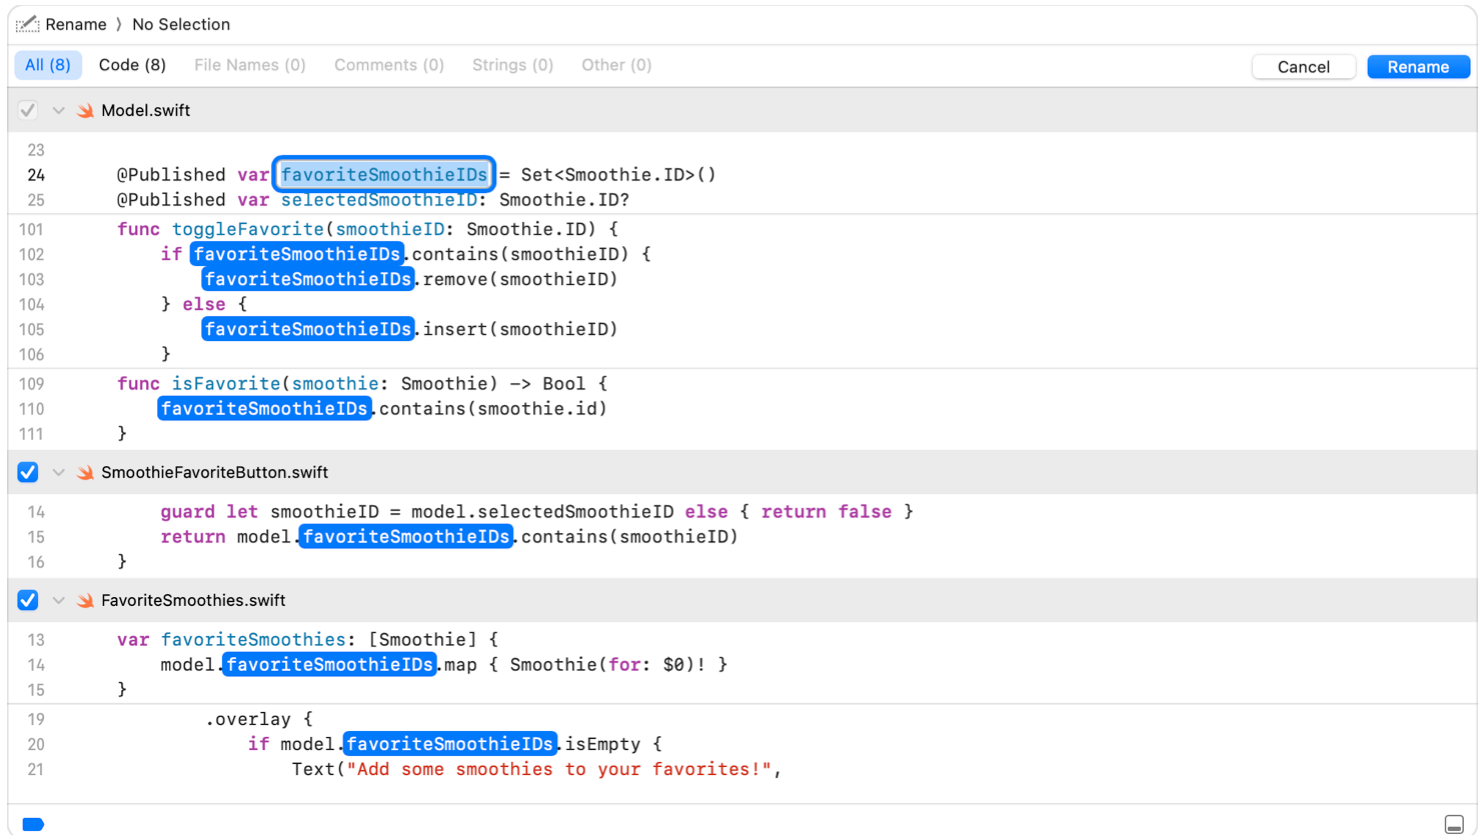 Rename 〉 No Selection
All (8) Code (8) File Names (0) Comments (0) Strings (0) Other (0) Cancel Rename
Model.swift
23
24 @Published var favoriteSmoothieIDs = Set<Smoothie.ID>()
25 @Published var selectedSmoothieID: Smoothie.ID?
101 func toggleFavorite(smoothieID: Smoothie.ID) {
102 if favoriteSmoothieIDs.contains(smoothieID) {
103 favoriteSmoothieIDs.remove(smoothieID)
104 } else {
105 favoriteSmoothieIDs.insert(smoothieID)
106 }
109 func isFavorite(smoothie: Smoothie) -> Bool {
110 favoriteSmoothieIDs.contains(smoothie.id)
111 }
SmoothieFavoriteButton.swift
14 guard let smoothieID = model.selectedSmoothieID else { return false }
15 return model.favoriteSmoothieIDs.contains(smoothieID)
16 }
FavoriteSmoothies.swift
13 var favoriteSmoothies: [Smoothie] {
14 model.favoriteSmoothieIDs.map { Smoothie(for: $0)! }
15 }
19 .overlay {
20 if model.favoriteSmoothieIDs.isEmpty {
21 Text("Add some smoothies to your favorites!",